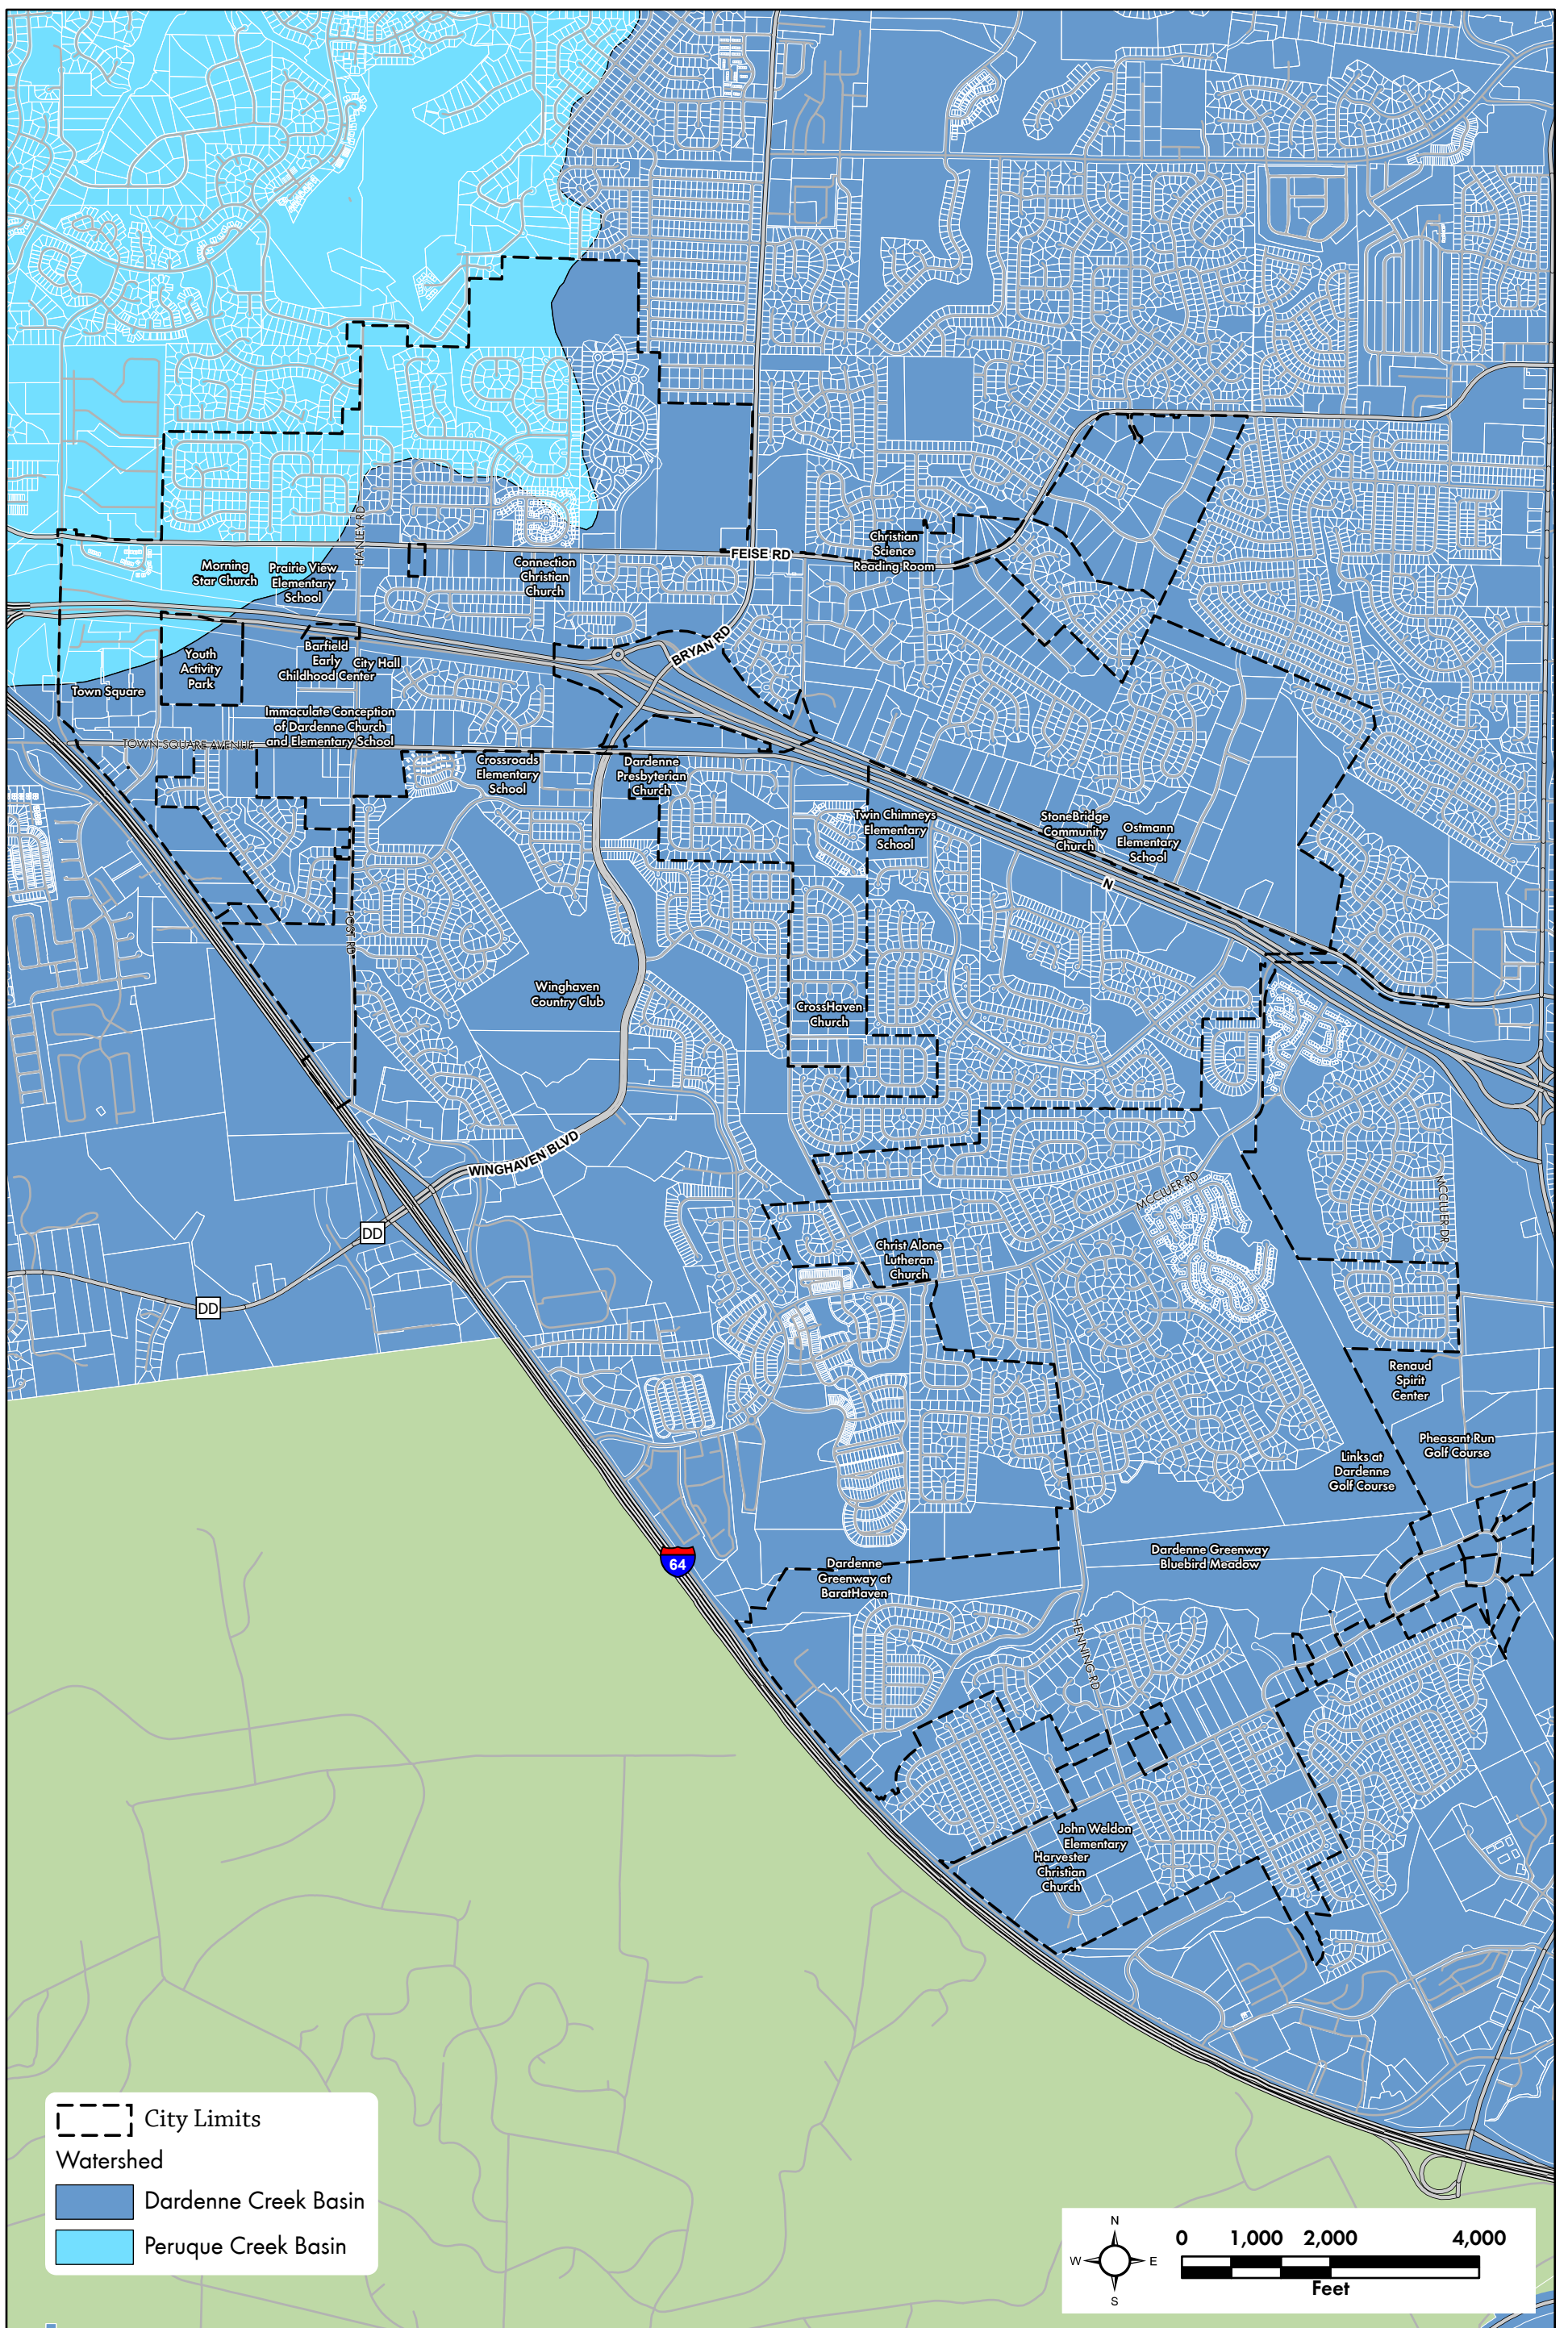 HANLEY RD
FEISE RD
Christian
Science
Reading Room
Connection
Christian
Church
Morning
Star Church
Prairie View
Elementary
School
BRYAN RD
Youth
Activity
Park
Barfield
Early
Childhood Center
City Hall
Town Square
Immaculate Conception
of Dardenne Church
and Elementary School
TOWN SQUARE AVENUE
Crossroads
Elementary
School
Dardenne
Presbyterian
Church
Twin Chimneys
Elementary
School
StoneBridge
Community
Church
Ostmann
Elementary
School
N
POST RD
Winghaven
Country Club
CrossHaven
Church
WINGHAVEN BLVD
MCCLUER RD
MCCLUER DR
DD
DD
Christ Alone
Lutheran
Church
Renaud
Spirit
Center
Pheasant Run
Golf Course
Links at
Dardenne
Golf Course
64
Dardenne Greenway
Bluebird Meadow
Dardenne
Greenway at
BaratHaven
HENNING RD
John Weldon
Elementary
Harvester
Christian
Church
City Limits
Watershed
Dardenne Creek Basin
Peruque Creek Basin
N
W E
S
0 1,000 2,000 4,000
Feet